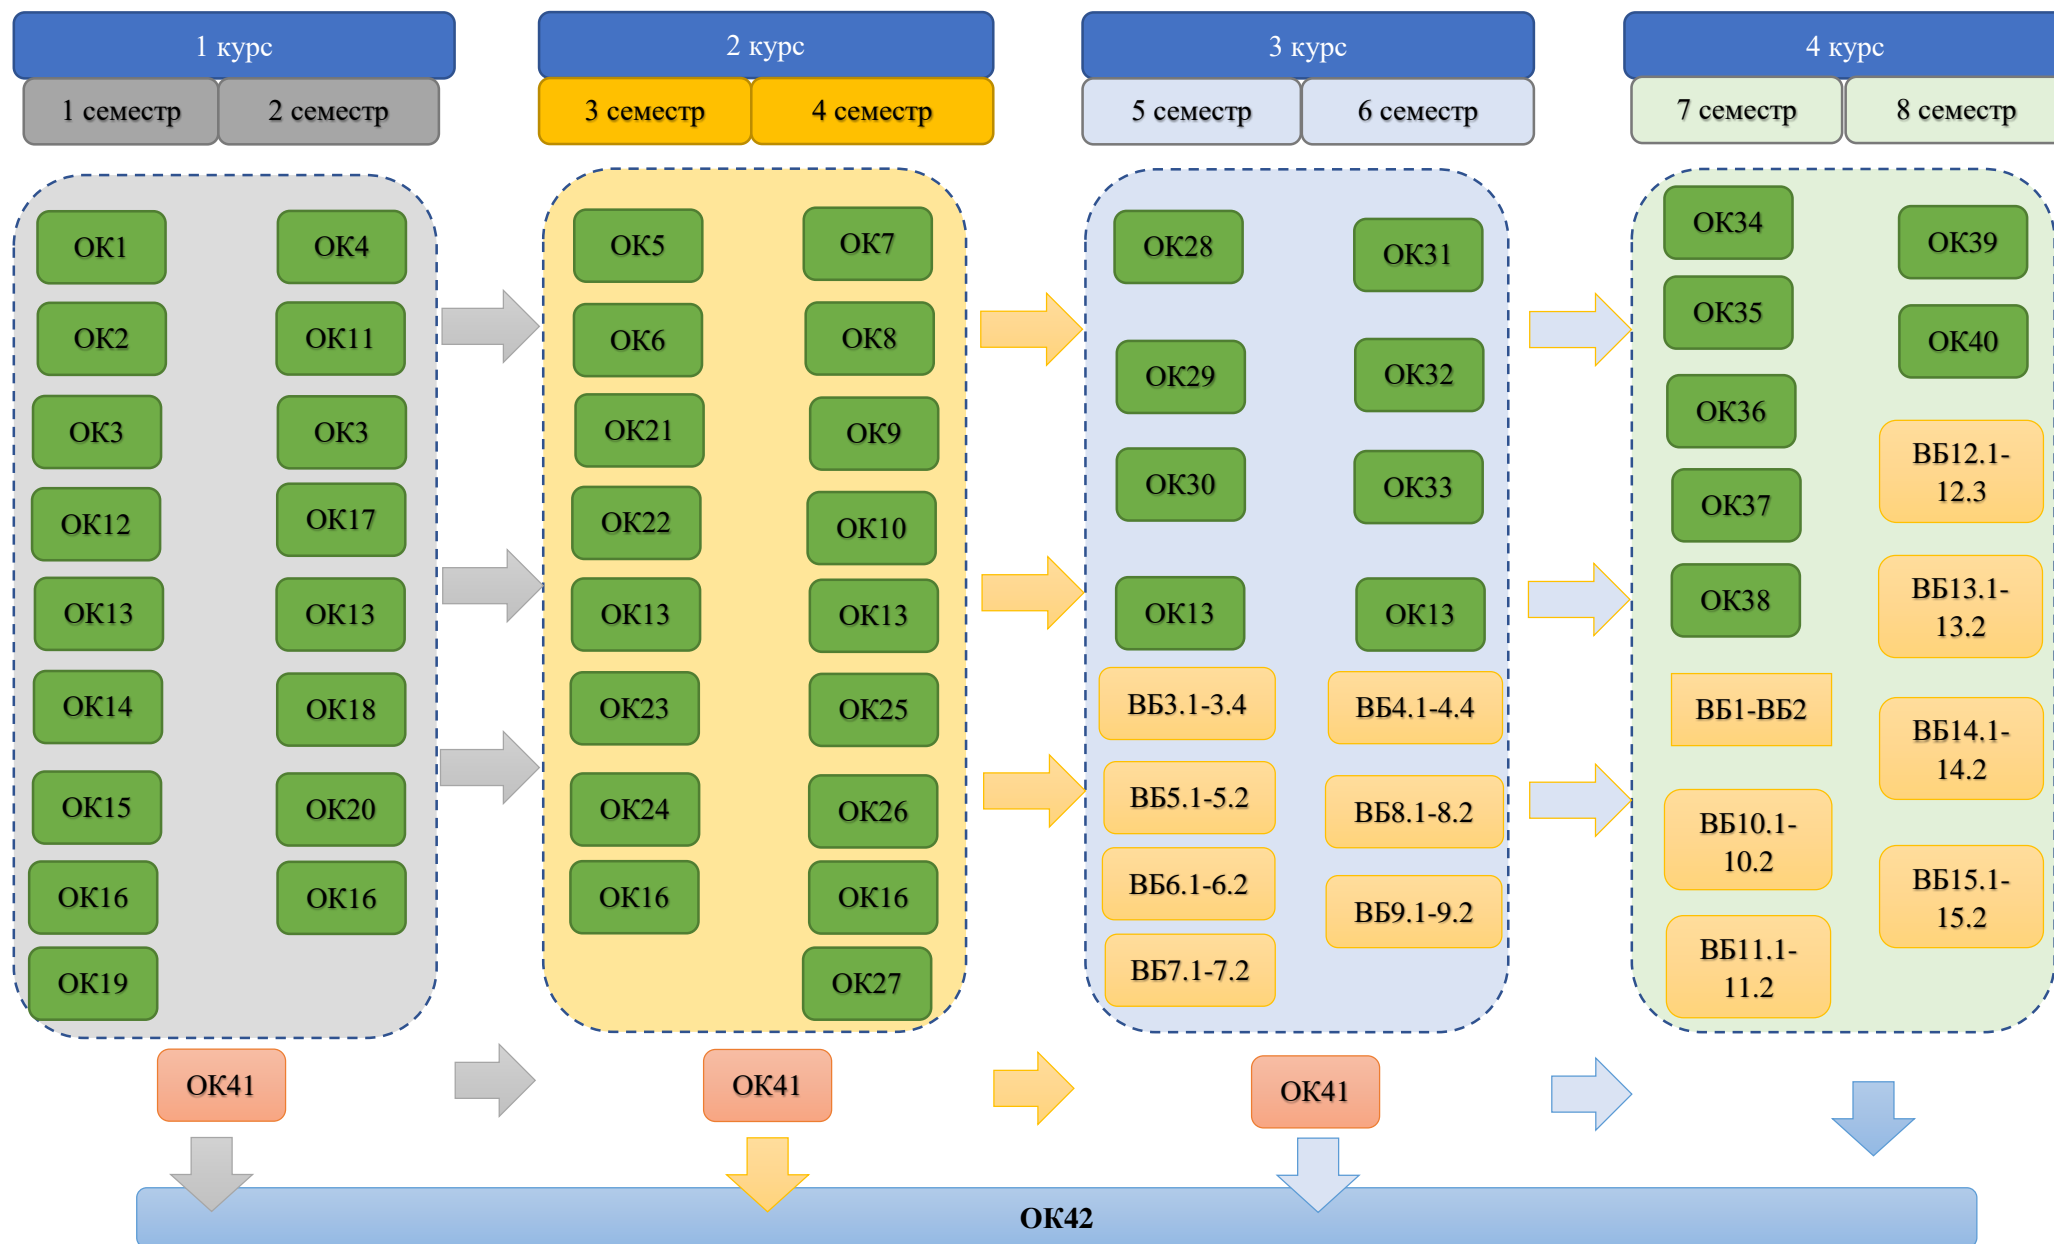 1 курс
1 семестр
2 семестр
ОК1
ОК2
ОК3
ОК12
ОК13
ОК14
ОК15
ОК16
ОК19
ОК4
ОК11
ОК3
ОК17
ОК13
ОК18
ОК20
ОК16
ОК41
2 курс
3 семестр
4 семестр
ОК5
ОК6
ОК21
ОК22
ОК13
ОК23
ОК24
ОК16
ОК7
ОК8
ОК9
ОК10
ОК13
ОК25
ОК26
ОК16
ОК27
ОК41
3 курс
5 семестр
6 семестр
ОК28
ОК29
ОК30
ОК13
ВБ3.1-3.4
ВБ5.1-5.2
ВБ6.1-6.2
ВБ7.1-7.2
ОК31
ОК32
ОК33
ОК13
ВБ4.1-4.4
ВБ8.1-8.2
ВБ9.1-9.2
ОК41
4 курс
7 семестр
8 семестр
ОК34
ОК35
ОК36
ОК37
ОК38
ВБ1-ВБ2
ВБ10.1-
10.2
ВБ11.1-
11.2
ОК39
ОК40
ВБ12.1-
12.3
ВБ13.1-
13.2
ВБ14.1-
14.2
ВБ15.1-
15.2
ОК42